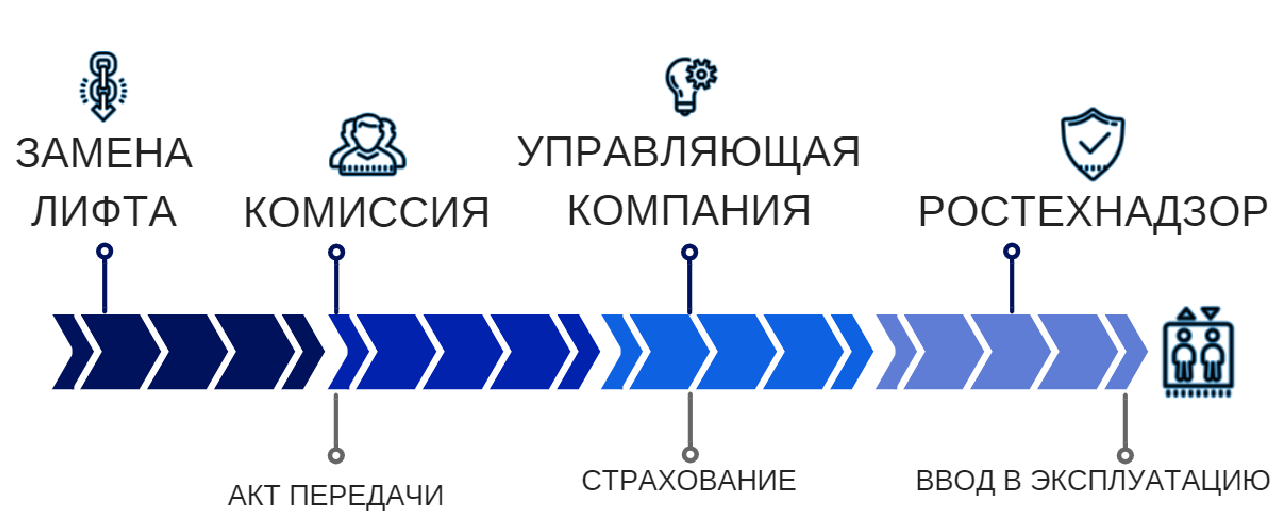 ЗАМЕНА
ЛИФТА
КОМИССИЯ
УПРАВЛЯЮЩАЯ
КОМПАНИЯ
РОСТЕХНАДЗОР
АКТ ПЕРЕДАЧИ
СТРАХОВАНИЕ
ВВОД В ЭКСПЛУАТАЦИЮ